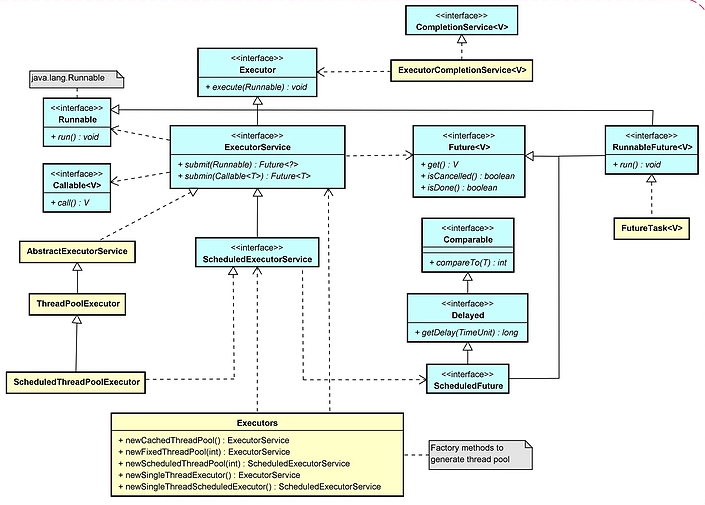 <<interface>>
CompletionService<V>
<<interface>>
Executor
+ execute(Runnable) : void
ExecutorCompletionService<V>
java.lang.Runnable
<<interface>>
Runnable
+ run() : void
<<interface>>
ExecutorService
+ submit(Runnable) : Future<?>
+ submin(Callable<T>) : Future<T>
<<interface>>
Future<V>
+ get() : V
+ isCancelled() : boolean
+ isDone() : boolean
<<interface>>
RunnableFuture<V>
+ run() : void
<<interface>>
Callable<V>
+ call() : V
FutureTask<V>
AbstractExecutorService
<<interface>>
ScheduledExecutorService
<<interface>>
Comparable
+ compareTo(T) : int
ThreadPoolExecutor
<<interface>>
Delayed
+ getDelay(TimeUnit) : long
ScheduledThreadPoolExecutor
<<interface>>
ScheduledFuture
Executors
+ newCachedThreadPool() : ExecutorService
+ newFixedThreadPool(int) : ExecutorService
+ newScheduledThreadPool(int) : ScheduledExecutorService
+ newSingleThreadExecutor() : ExecutorService
+ newSingleThreadScheduledExecutor() : ScheduledExecutorService
Factory methods to
generate thread pool